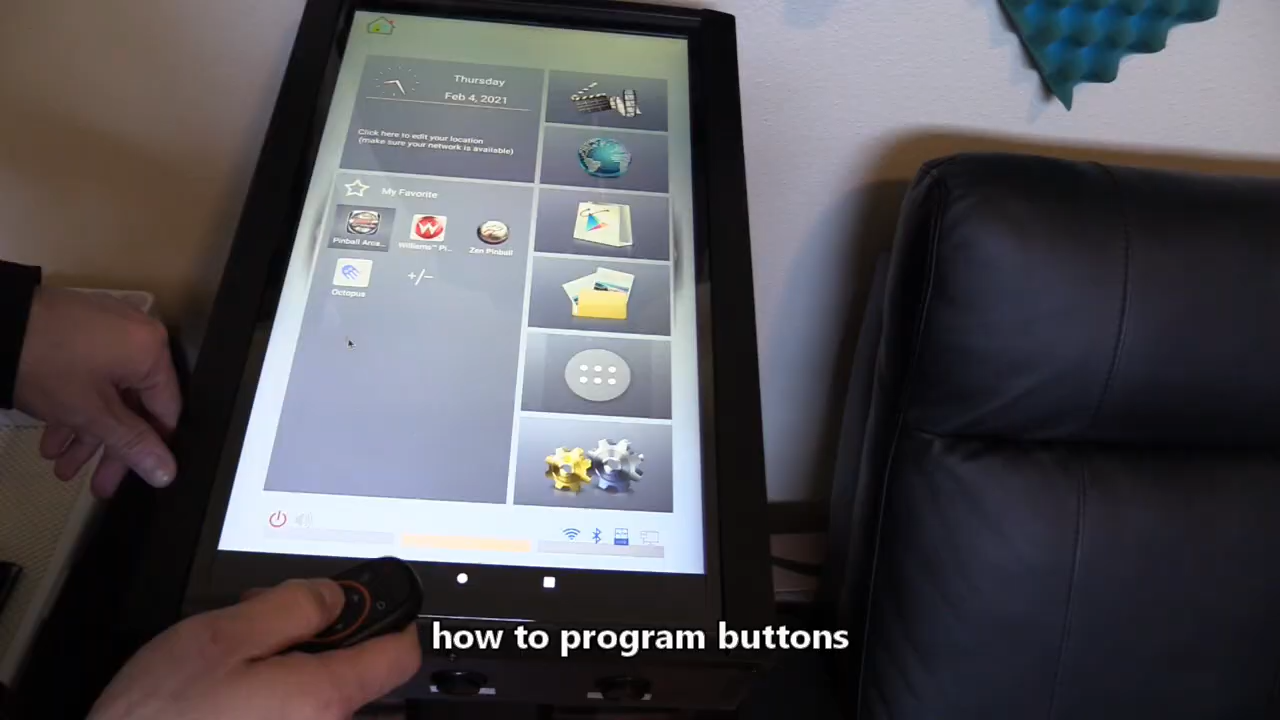 Thursday
Feb 4, 2021
Click here to edit your location
(make sure your network is available)
My Favorite
Pinball Arca...
Williams™ Pi...
Zen Pinball
Octopus
+/-
how to program buttons